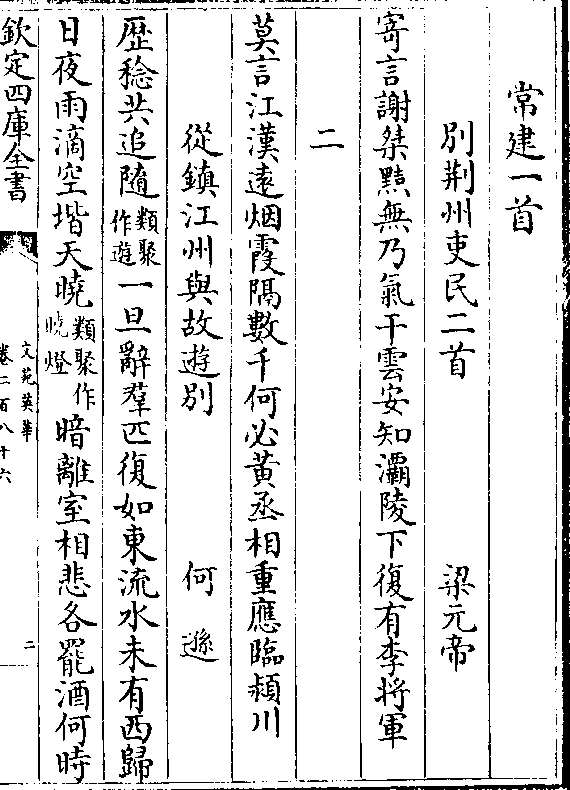 常建一首
別荆州吏民二首　梁元帝
寄言謝桀黠無乃氣干雲安知灞陵下復有李將軍
二
莫言江漢遠烟霞隔數千何必黃丞相重應臨潁川
從鎮江州與故遊別　何遜
歴稔共追隨類聚作遊一旦辭羣匹復如東流水未有西歸
日夜雨滴空堦天曉類聚作曉燈暗離室相悲各罷酒何時
欽定四庫全書
文苑英華
卷二百八十六
二